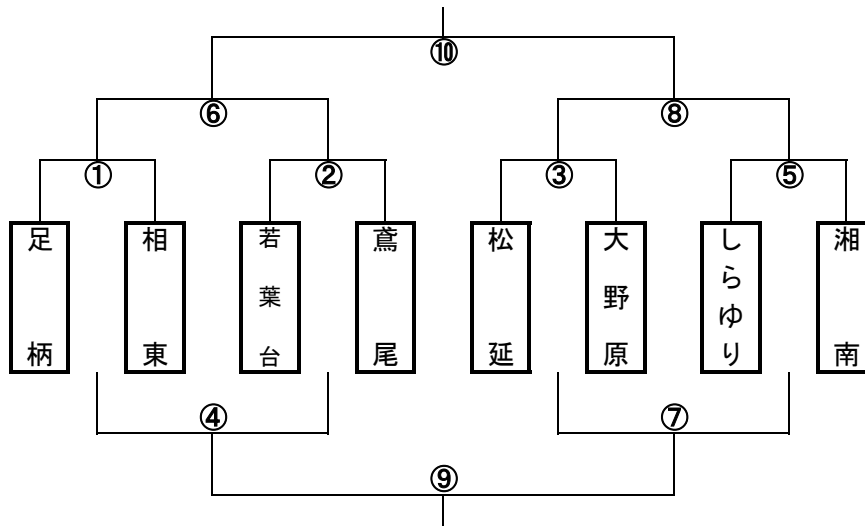 ⑩
⑥
⑧
①
②
③
⑤
足柄
相東
若葉台
鳶尾
松延
大野原
しらゆり
湘南
④
⑦
⑨